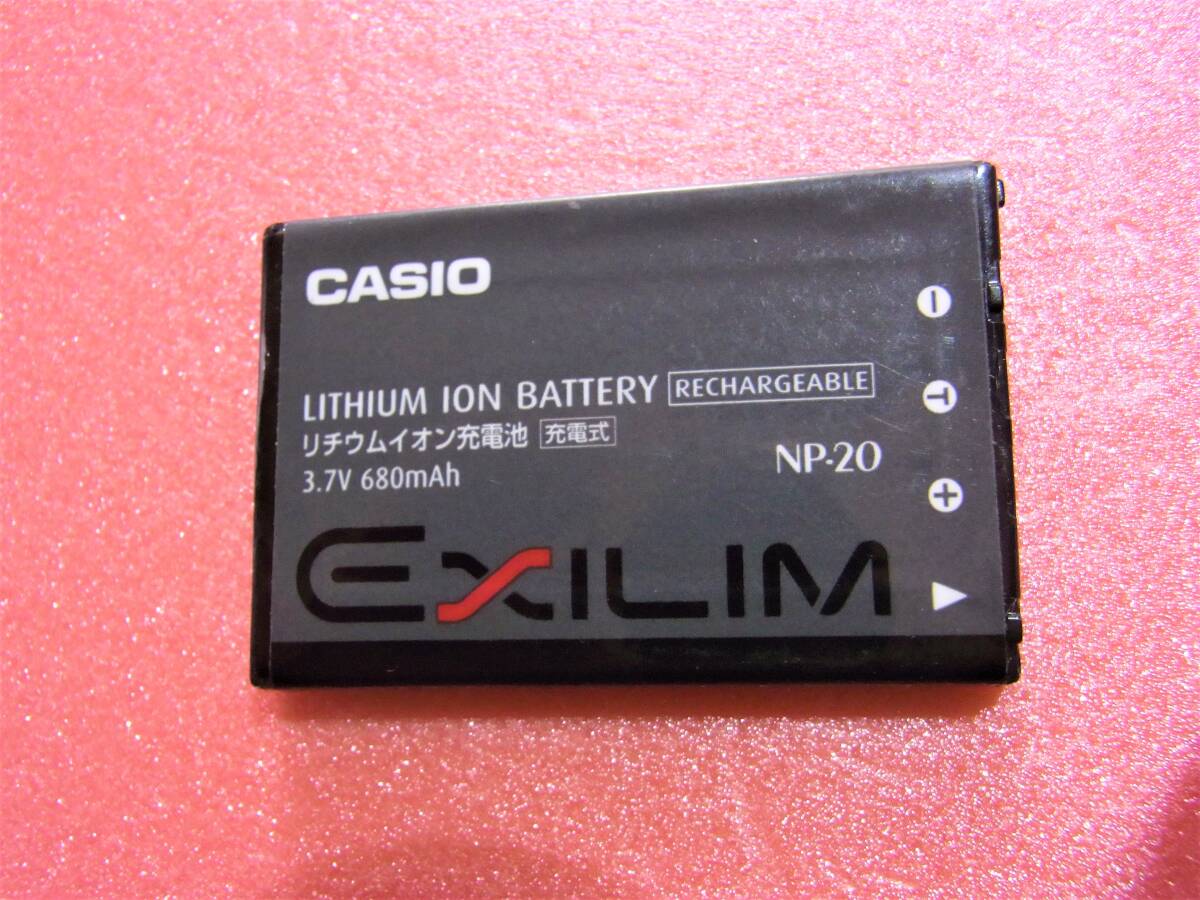 CASIO
LITHIUM ION BATTERY RECHARGEABLE
リチウムイオン充電池 充電式
3.7V 680mAh
NP-20
EXILIM
−
T
+